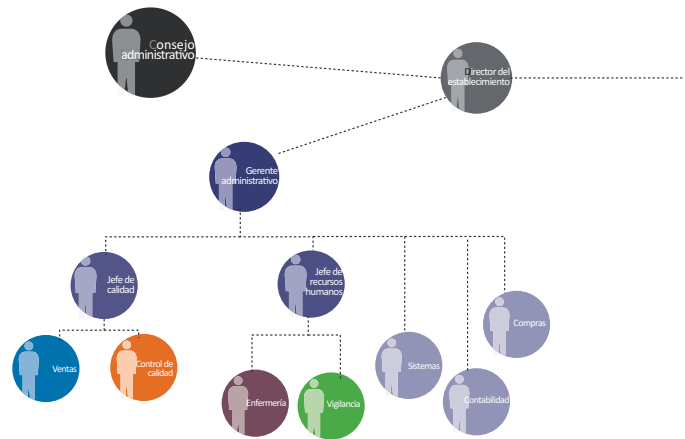 Consejo
administrativo
Director del
establecimiento
Gerente
administrativo
Jefe de
calidad
Jefe de
recursos
humanos
Compras
Ventas
Control de
calidad
Sistemas
Enfermería
Vigilancia
Contabilidad